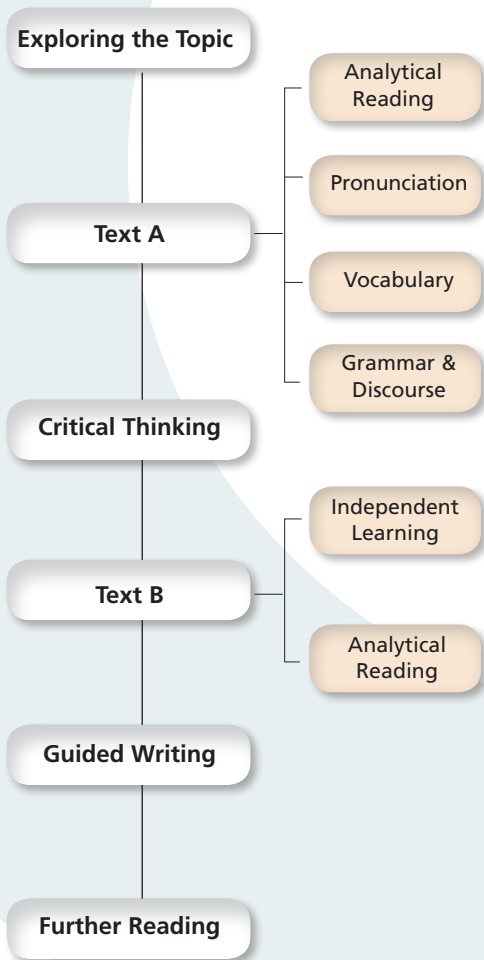 Exploring the Topic
Text A
Analytical
Reading
Pronunciation
Vocabulary
Grammar &
Discourse
Critical Thinking
Text B
Independent
Learning
Analytical
Reading
Guided Writing
Further Reading